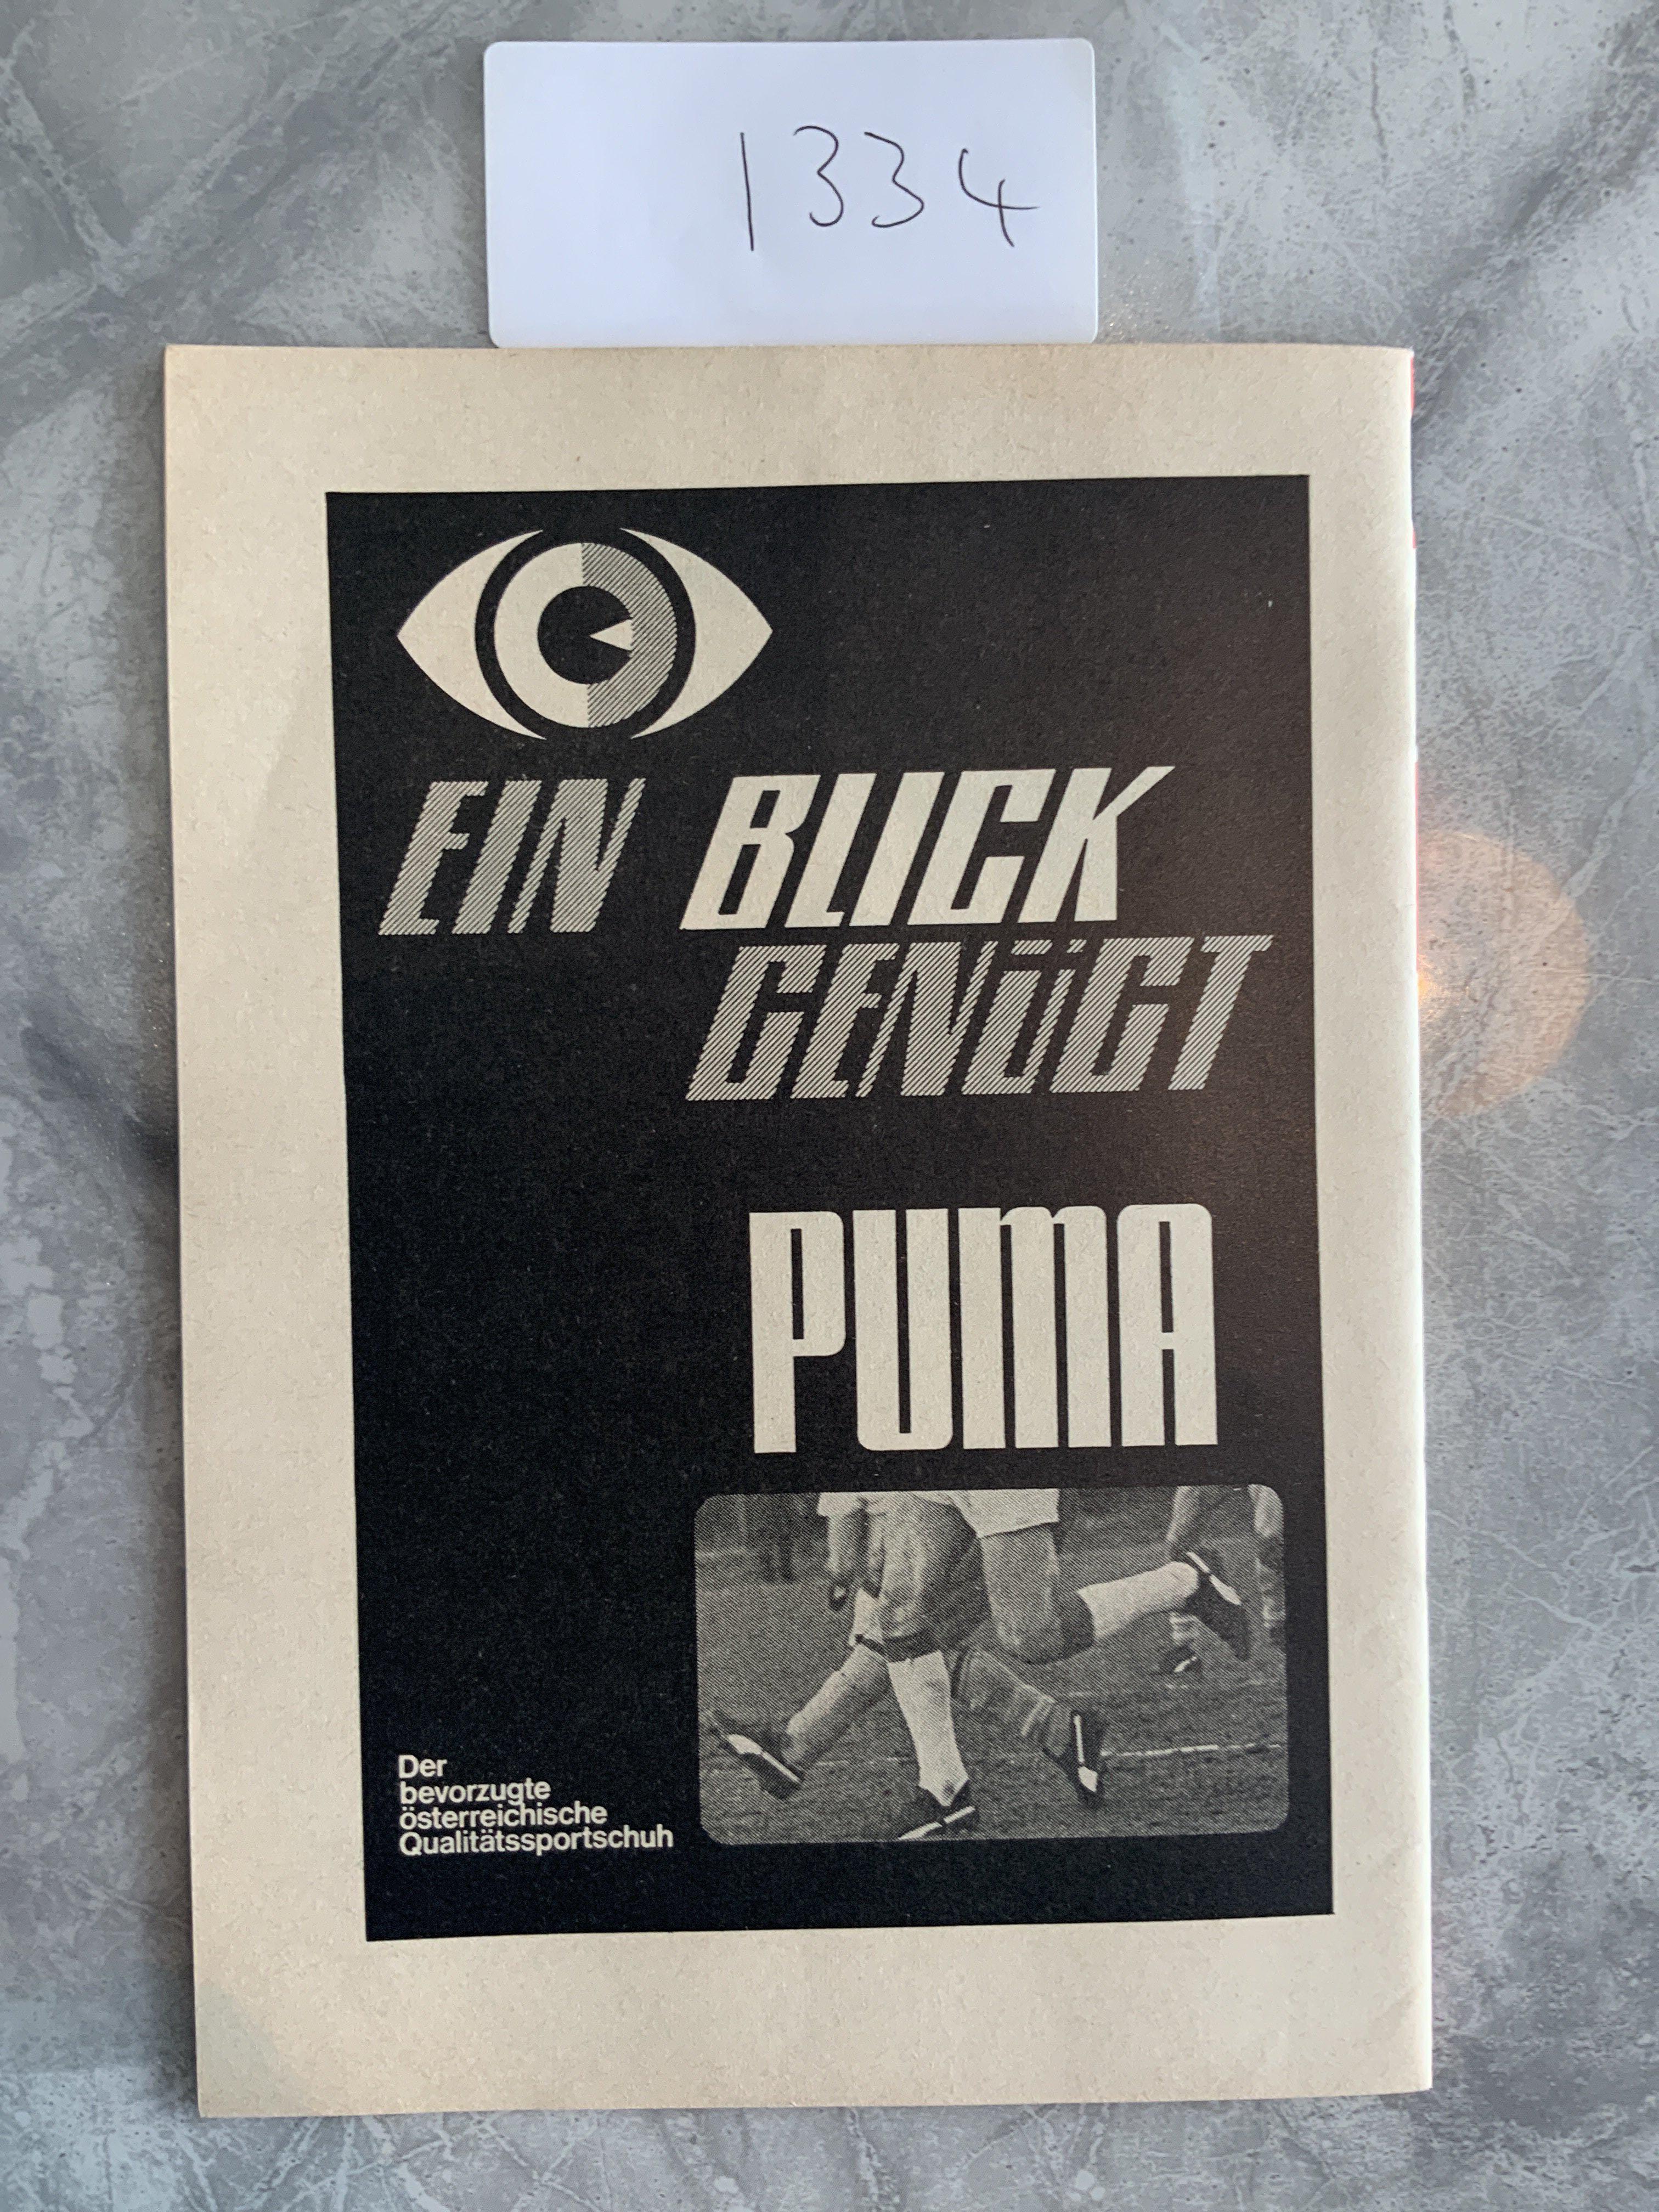 1334
EIN BLICK
GENÜGT
PUMA
Der
bevorzugte
österreichische
Qualitätssportschuh